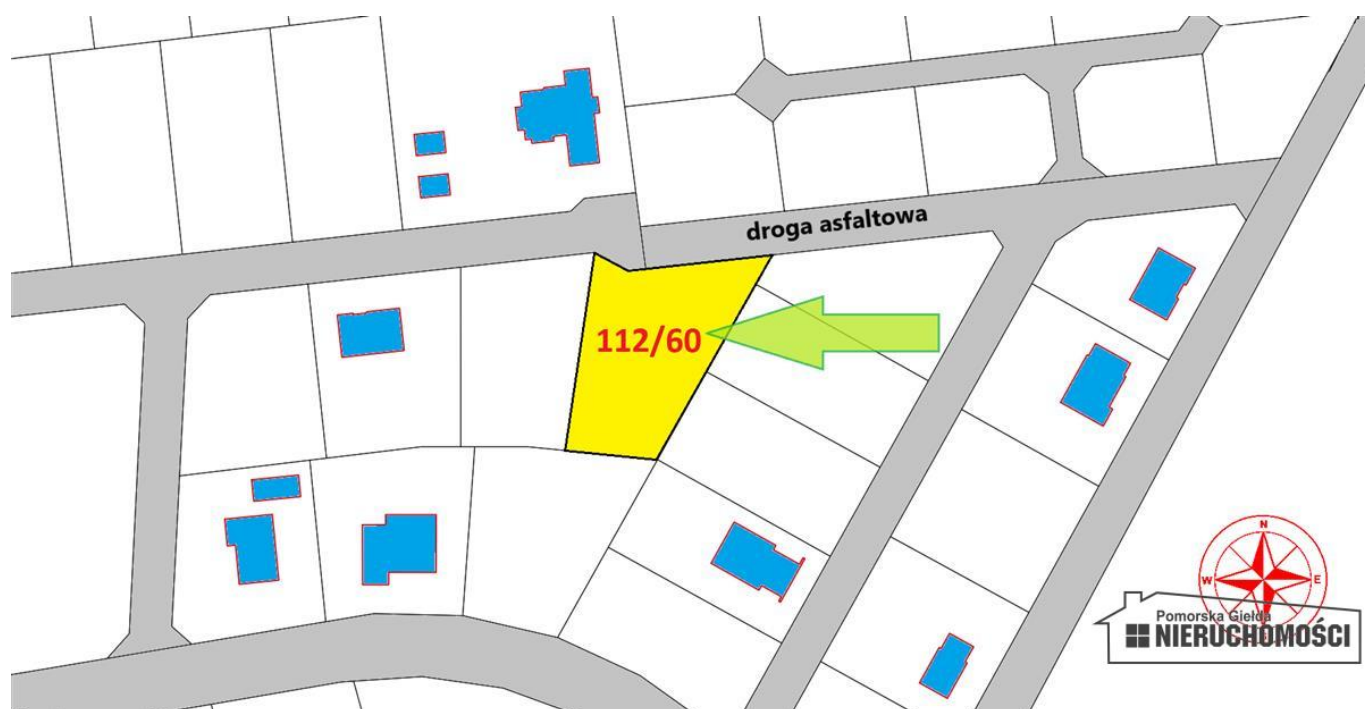 droga asfaltowa
112/60
N
W
E
Pomorska Giełda
NIERUCHOMOŚCI